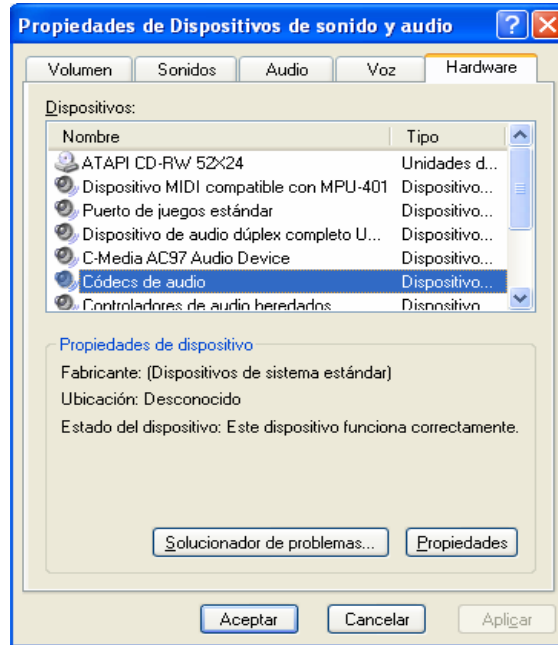 Propiedades de Dispositivos de sonido y audio
Volumen Sonidos Audio Voz Hardware
Dispositivos:
Nombre Tipo
ATAPI CD-RW 52X24 Unidades d...
Dispositivo MIDI compatible con MPU-401 Dispositivo...
Puerto de juegos estándar Dispositivo...
Dispositivo de audio dúplex completo U... Dispositivo...
C-Media AC97 Audio Device Dispositivo...
Códecs de audio Dispositivo...
Controladores de audio heredados Dispositivo
Propiedades de dispositivo
Fabricante: (Dispositivos de sistema estándar)
Ubicación: Desconocido
Estado del dispositivo: Este dispositivo funciona correctamente.
Solucionador de problemas... Propiedades
Aceptar Cancelar Aplicar